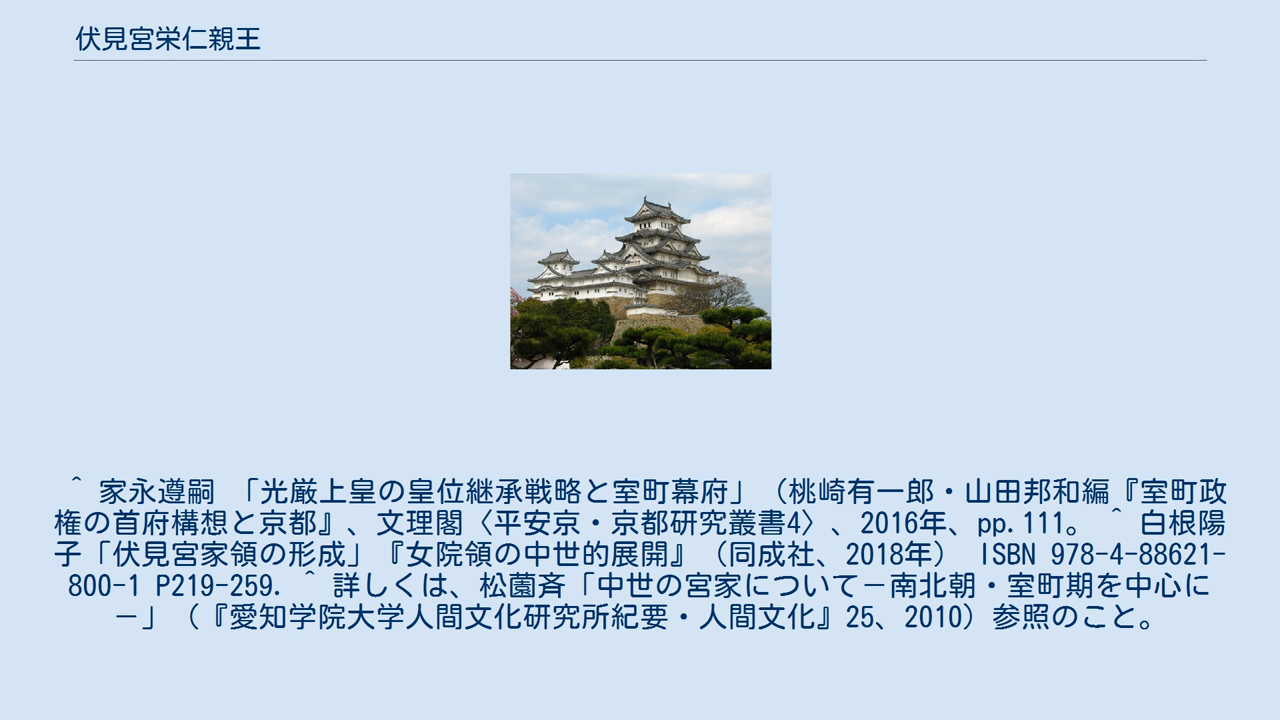 伏見宮栄仁親王
^ 家永遵嗣 「光厳上皇の皇位継承戦略と室町幕府」（桃崎有一郎・山田邦和編『室町政
権の首府構想と京都』、文理閣〈平安京・京都研究叢書4〉、2016年、pp.111。 ^ 白根陽
子「伏見宮家領の形成」『女院領の中世的展開』（同成社、2018年） ISBN 978-4-88621-
800-1 P219-259. ^ 詳しくは、松薗斉「中世の宮家について－南北朝・室町期を中心に
－」（『愛知学院大学人間文化研究所紀要・人間文化』25、2010）参照のこと。